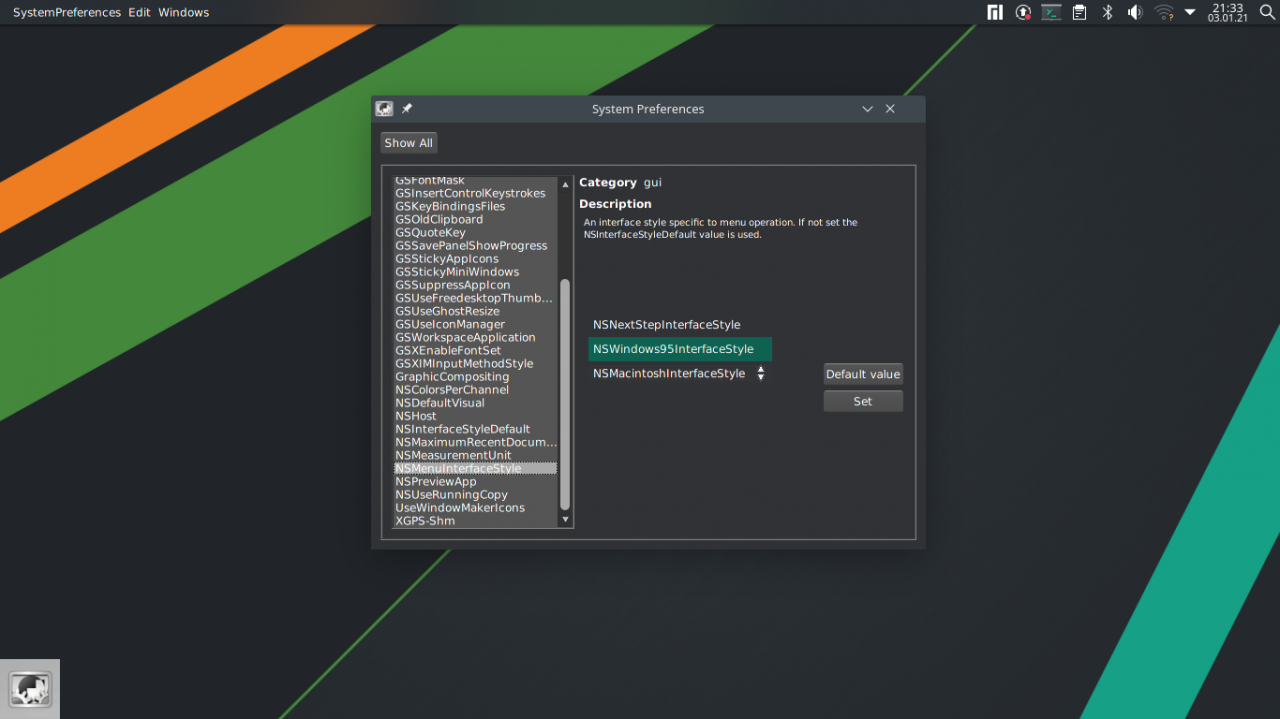 SystemPreferences Edit Windows
21:33
03.01.21
System Preferences
Show All
GSFontMask
GSInsertControlKeystrokes
GSKeyBindingsFiles
GSOldClipboard
GSQuoteKey
GSSavePanelShowProgress
GSStickyAppIcons
GSStickyMiniWindows
GSSuppressAppIcon
GSUseFreedesktopThumb...
GSUseGhostResize
GSUseIconManager
GSWorkspaceApplication
GSXEnableFontSet
GSXIMInputMethodStyle
GraphicCompositing
NSColorsPerChannel
NSDefaultVisual
NSHost
NSInterfaceStyleDefault
NSMaximumRecentDocum...
NSMeasurementUnit
NSMenuInterfaceStyle
NSPreviewApp
NSUseRunningCopy
UseWindowMakerIcons
XGPS-Shm
Category gui
Description
An interface style specific to menu operation. If not set the
NSInterfaceStyleDefault value is used.
NSNextStepInterfaceStyle
NSWindows95InterfaceStyle
NSMacintoshInterfaceStyle
Default value
Set